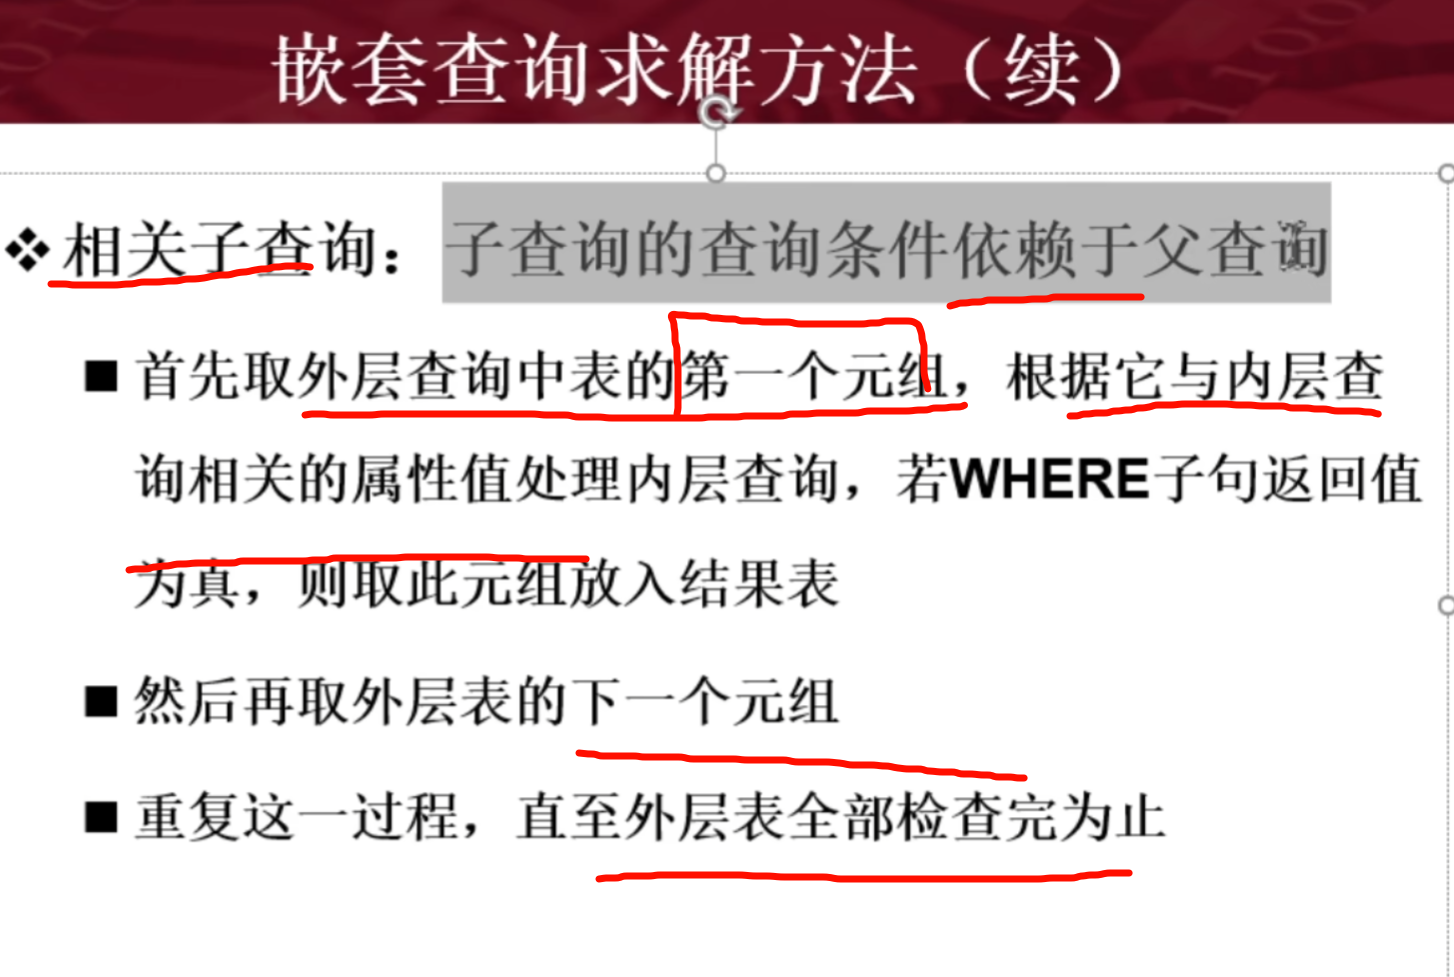 嵌套查询求解方法（续）
❖相关子查询：子查询的查询条件依赖于父查询
■首先取外层查询中表的第一个元组，根据它与内层查
询相关的属性值处理内层查询，若WHERE子句返回值
为真，则取此元组放入结果表
■然后再取外层表的下一个元组
■重复这一过程，直至外层表全部检查完为止